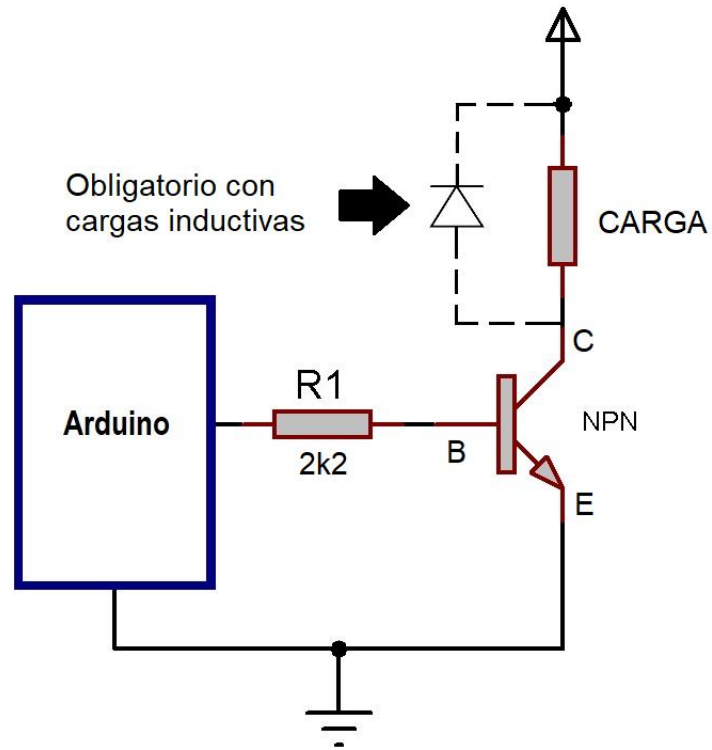 Obligatorio con
cargas inductivas
CARGA
C
R1
Arduino
NPN
2k2
B
E